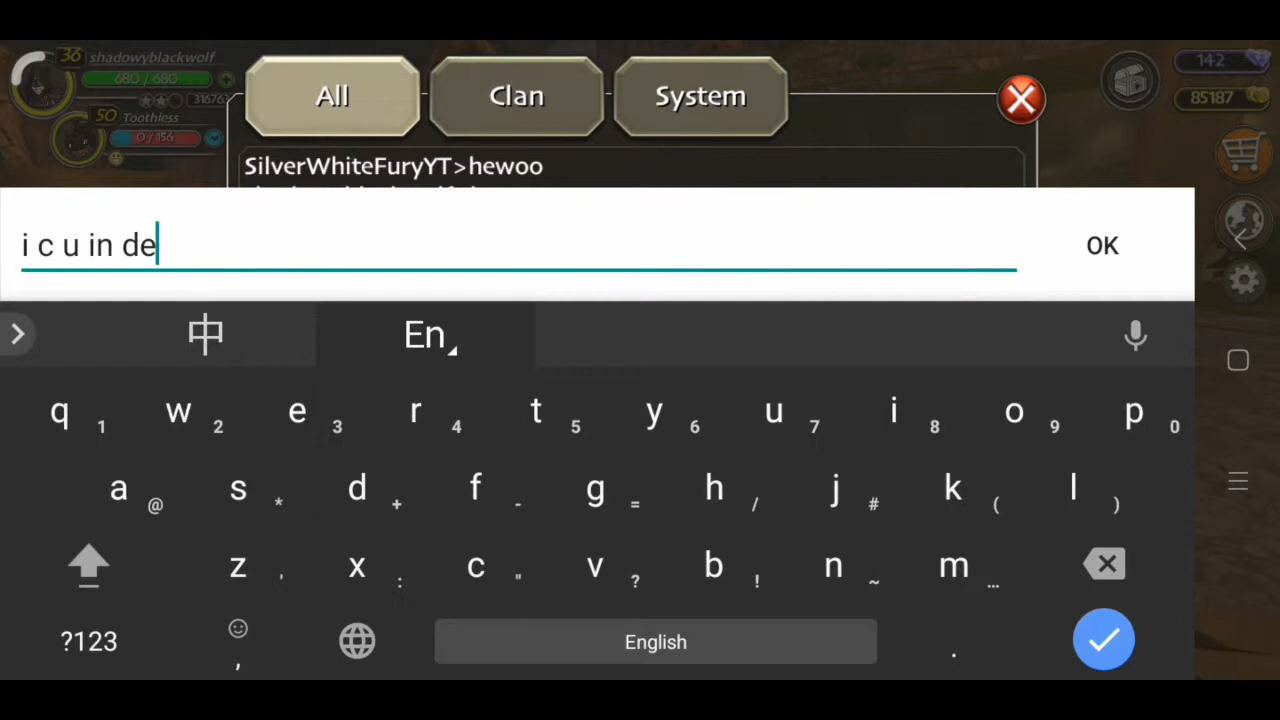 36 shadowyblackwolf
680 / 680
31676
50 Toothless
0 / 156
All
Clan
System
142
85187
SilverWhiteFuryYT>hewoo
i c u in de
OK
中
En
q 1 w 2 e 3 r 4 t 5 y 6 u 7 i 8 o 9 p 0
a @ s * d + f - g = h / j # k ( l )
z ' x : c " v ? b ! n ~ m …
?123 , English .